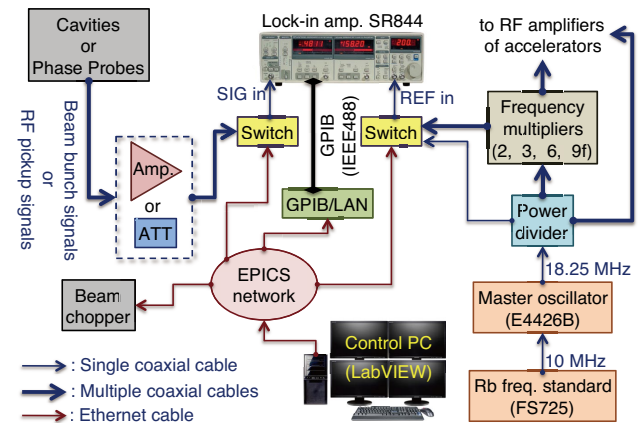 Cavities
or
Phase Probes
Lock-in amp. SR844
to RF amplifiers
of accelerators
SIG in
REF in
Beam bunch signals
or
RF pickup signals
Amp.
or
ATT
Switch
GPIB
(IEEE488)
Switch
Frequency
multipliers
(2, 3, 6, 9f)
GPIB/LAN
Power
divider
EPICS
network
18.25 MHz
Beam
chopper
Master oscillator
(E4426B)
Control PC
(LabVIEW)
10 MHz
Rb freq. standard
(FS725)
: Single coaxial cable
: Multiple coaxial cables
: Ethernet cable